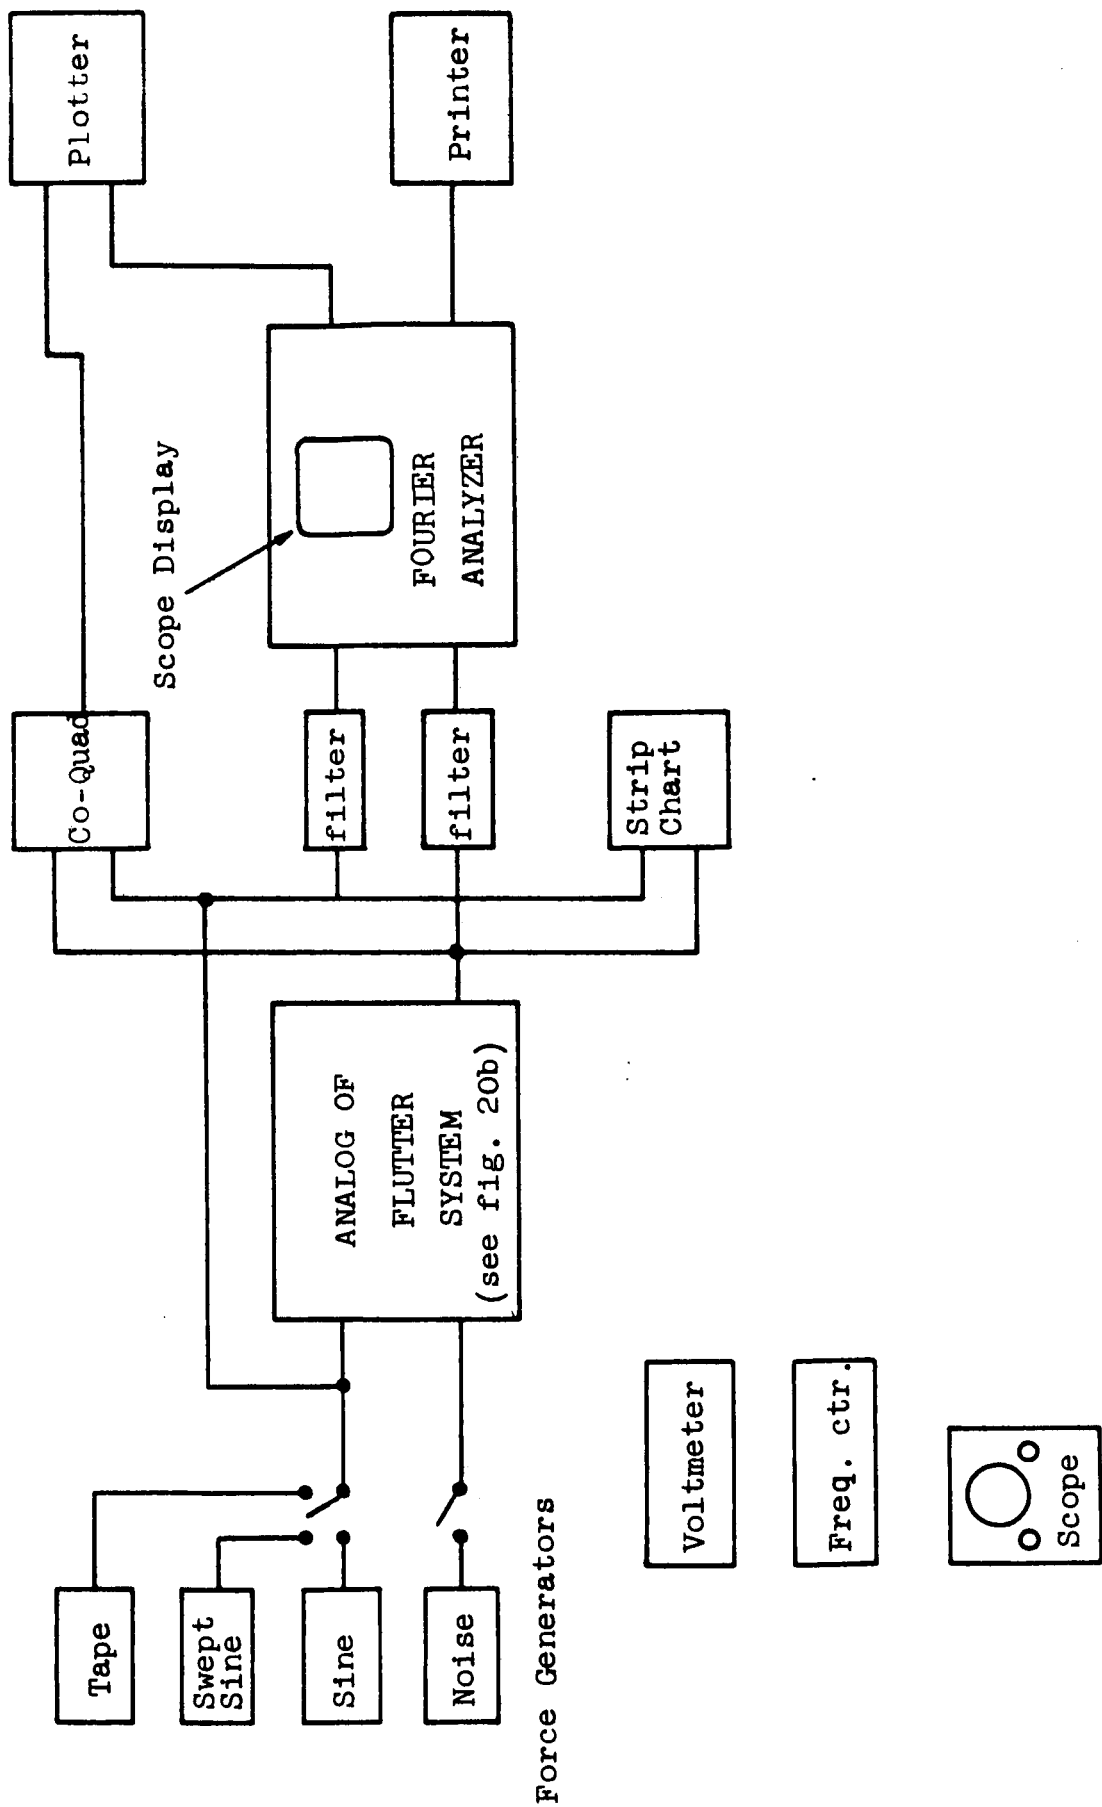 Plotter
Printer
Scope Display
FOURIER
ANALYZER
Co-Quad
filter
filter
Strip
Chart
ANALOG OF
FLUTTER
SYSTEM
(see fig. 20b)
Tape
Swept
Sine
Sine
Noise
Force Generators
Voltmeter
Freq. ctr.
Scope